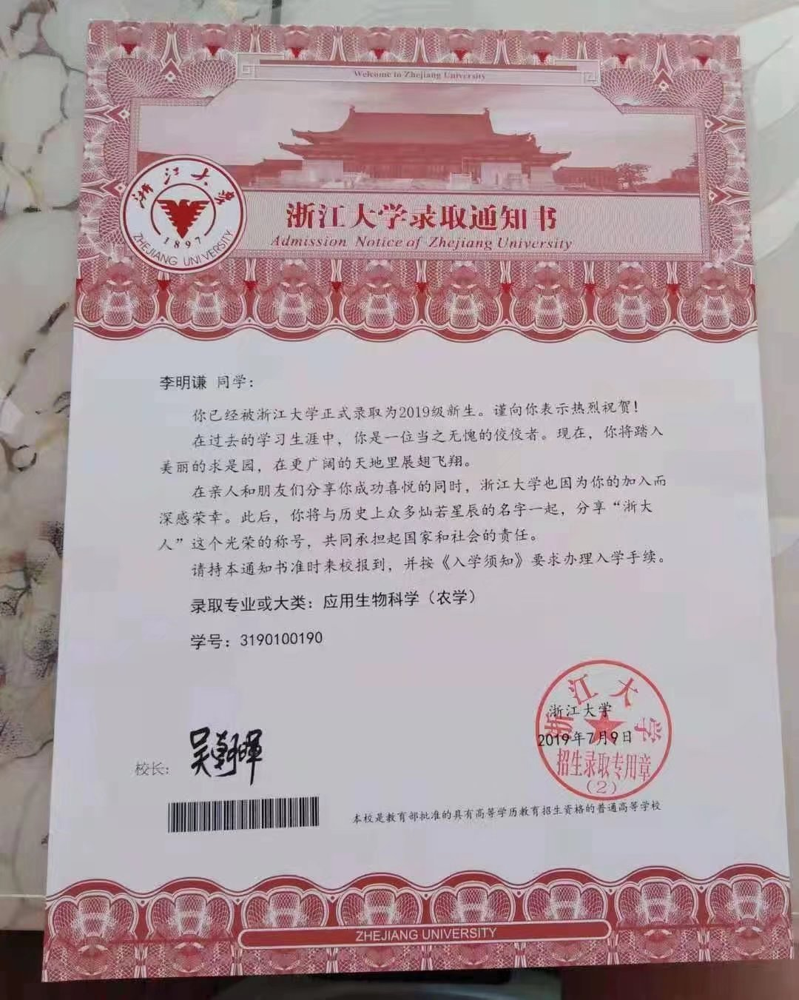 Welcome to Zhejiang University
浙江大学
1897
ZHEJIANG UNIVERSITY
浙江大学录取通知书
Admission Notice of Zhejiang University
李明谦 同学：
你已经被浙江大学正式录取为2019级新生。谨向你表示热烈祝贺！
在过去的学习生涯中，你是一位当之无愧的佼佼者。现在，你将踏入
美丽的求是园，在更广阔的天地里展翅飞翔。
在亲人和朋友们分享你成功喜悦的同时，浙江大学也因为你的加入而
深感荣幸。此后，你将与历史上众多灿若星辰的名字一起，分享“浙大
人”这个光荣的称号，共同承担起国家和社会的责任。
请持本通知书准时来校报到，并按《入学须知》要求办理入学手续。
录取专业或大类：应用生物科学（农学）
学号：3190100190
浙江大学
浙江大学
2019年7月9日
招生录取专用章
（2）
校长：吴朝晖
本校是教育部批准的具有高等学历教育招生资格的普通高等学校
ZHEJIANG UNIVERSITY